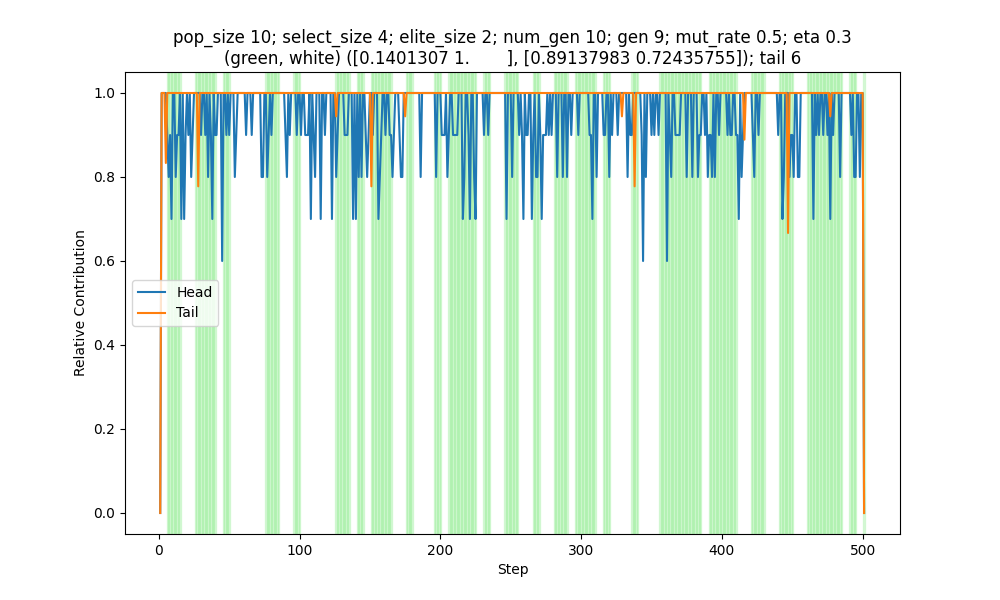 pop_size 10; select_size 4; elite_size 2; num_gen 10; gen 9; mut_rate 0.5; eta 0.3
(green, white) ([0.1401307 1.        ], [0.89137983 0.72435755]); tail 6
1.0
0.8
0.6
0.4
0.2
0.0
Relative Contribution
Head
Tail
0 100 200 300 400 500
Step